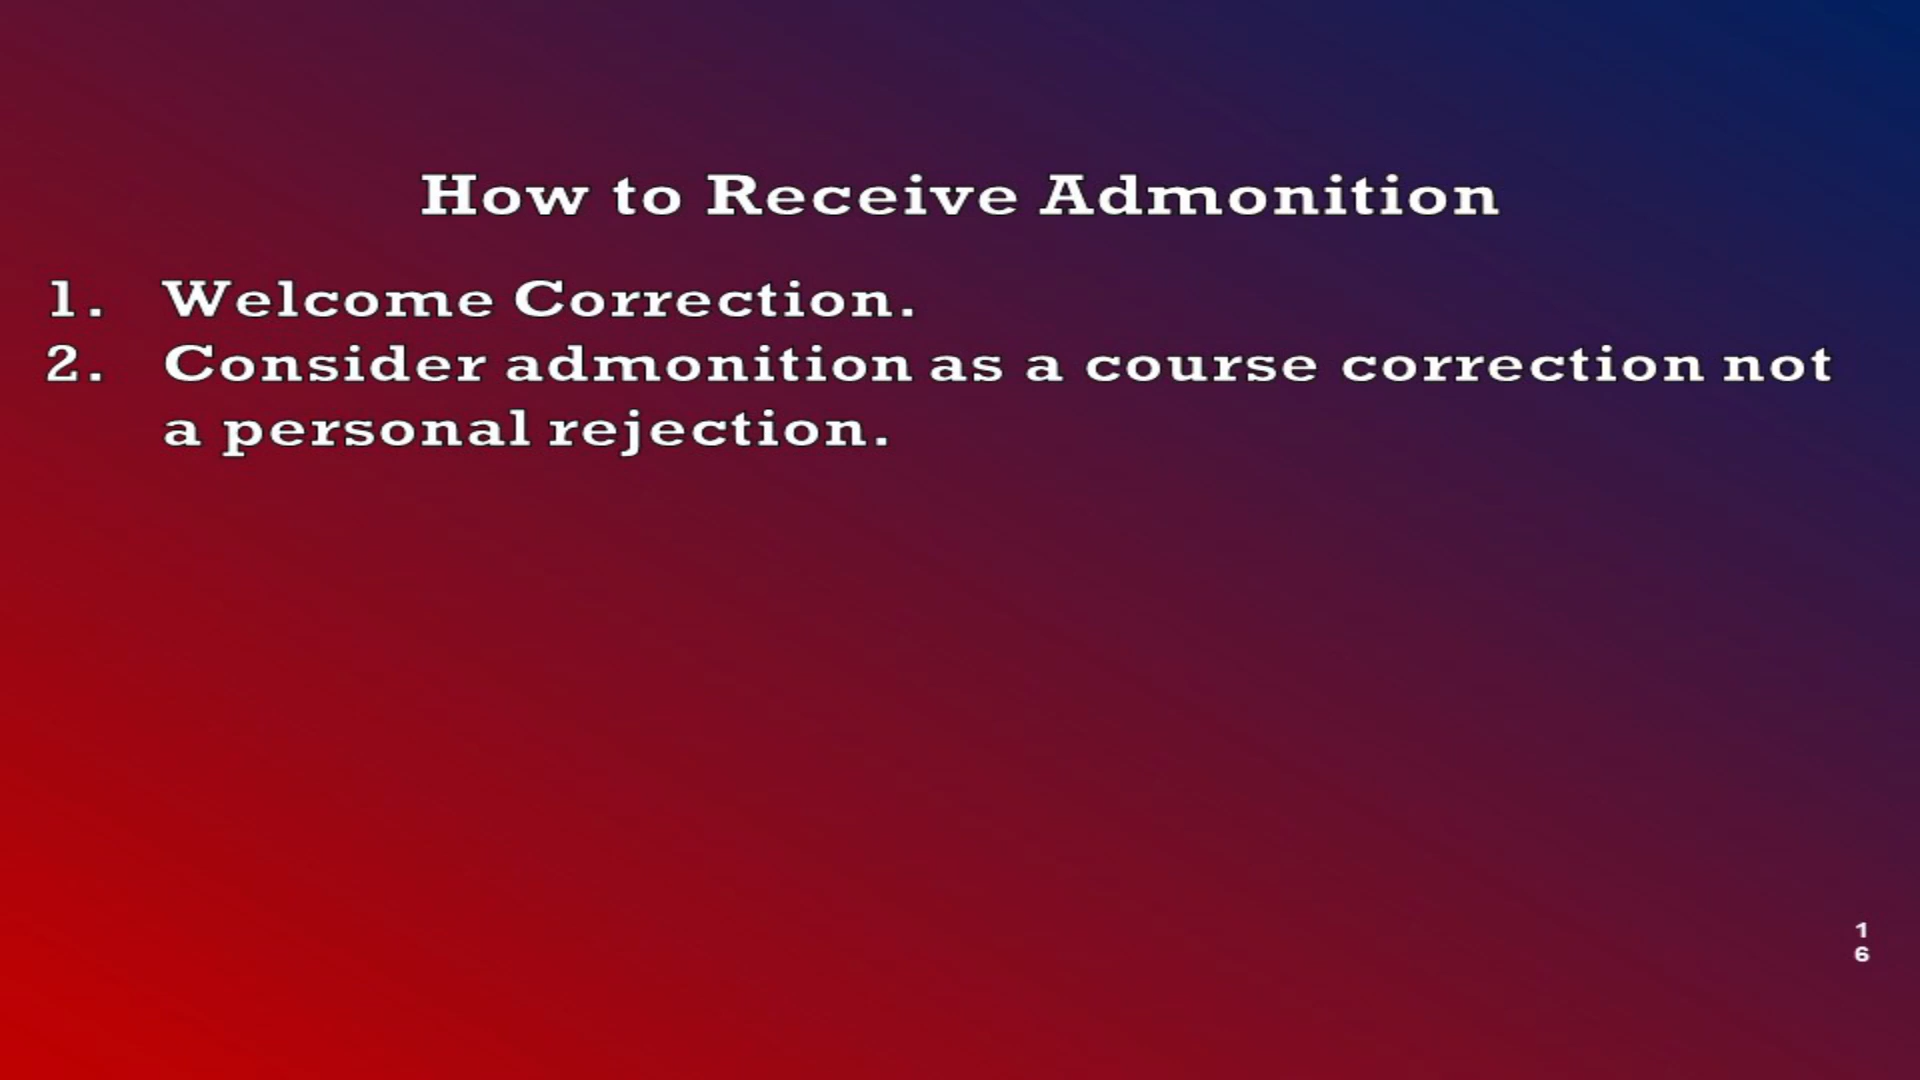 How to Receive Admonition
1. Welcome Correction.
2. Consider admonition as a course correction not
a personal rejection.
1
6